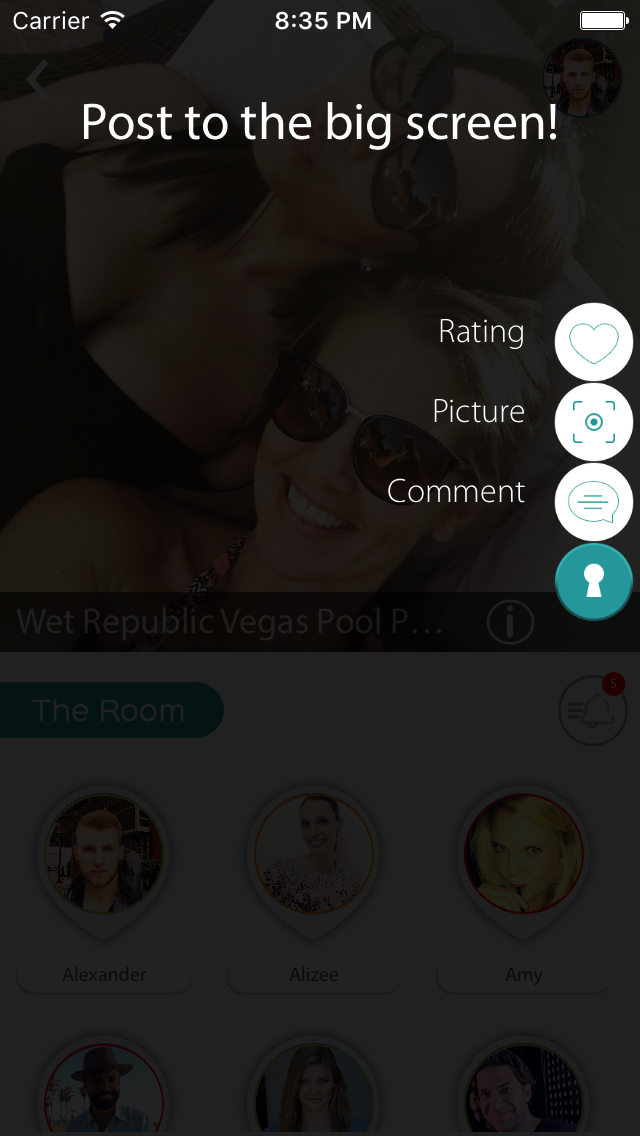 Carrier 8:35 PM
Post to the big screen!
Rating
Picture
Comment
Wet Republic Vegas Pool P...
The Room
5
Alexander Alizee Amy